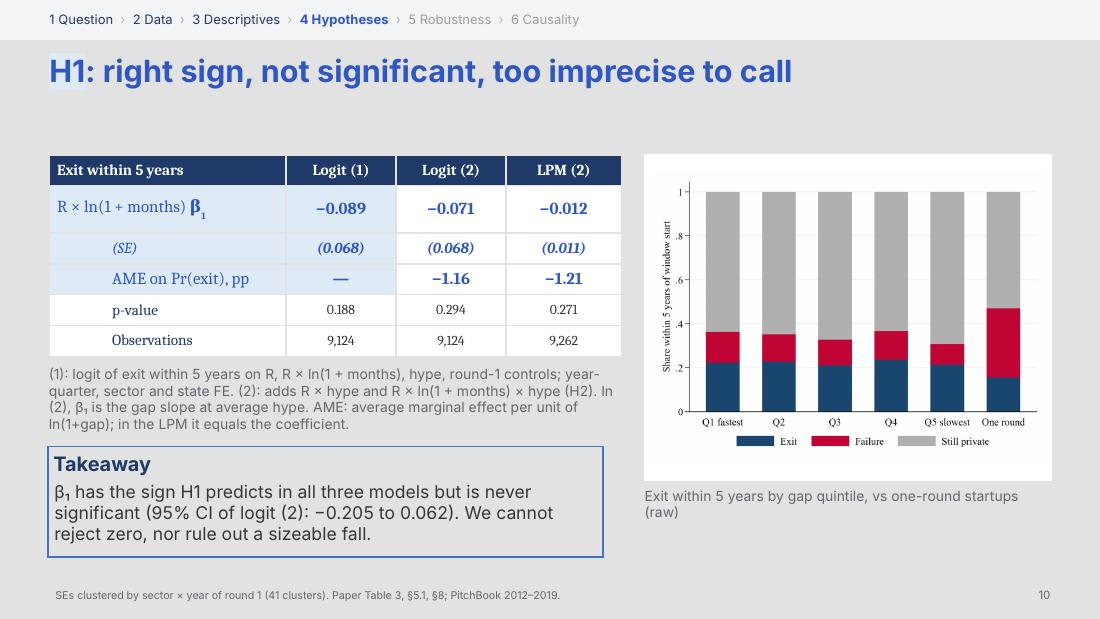 1 Question › 2 Data › 3 Descriptives › 4 Hypotheses › 5 Robustness › 6 Causality
H1: right sign, not significant, too imprecise to call
Exit within 5 years Logit (1) Logit (2) LPM (2)
R × ln(1 + months) β₁ −0.089 −0.071 −0.012
(SE) (0.068) (0.068) (0.011)
AME on Pr(exit), pp — −1.16 −1.21
p-value 0.188 0.294 0.271
Observations 9,124 9,124 9,262
(1): logit of exit within 5 years on R, R × ln(1 + months), hype, round-1 controls; year-
quarter, sector and state FE. (2): adds R × hype and R × ln(1 + months) × hype (H2). In
(2), β₁ is the gap slope at average hype. AME: average marginal effect per unit of
ln(1+gap); in the LPM it equals the coefficient.
Takeaway
β₁ has the sign H1 predicts in all three models but is never
significant (95% CI of logit (2): −0.205 to 0.062). We cannot
reject zero, nor rule out a sizeable fall.
Share within 5 years of window start
1
.8
.6
.4
.2
0
Q1 fastest Q2 Q3 Q4 Q5 slowest One round
Exit Failure Still private
Exit within 5 years by gap quintile, vs one-round startups
(raw)
SEs clustered by sector × year of round 1 (41 clusters). Paper Table 3, §5.1, §8; PitchBook 2012–2019.
10